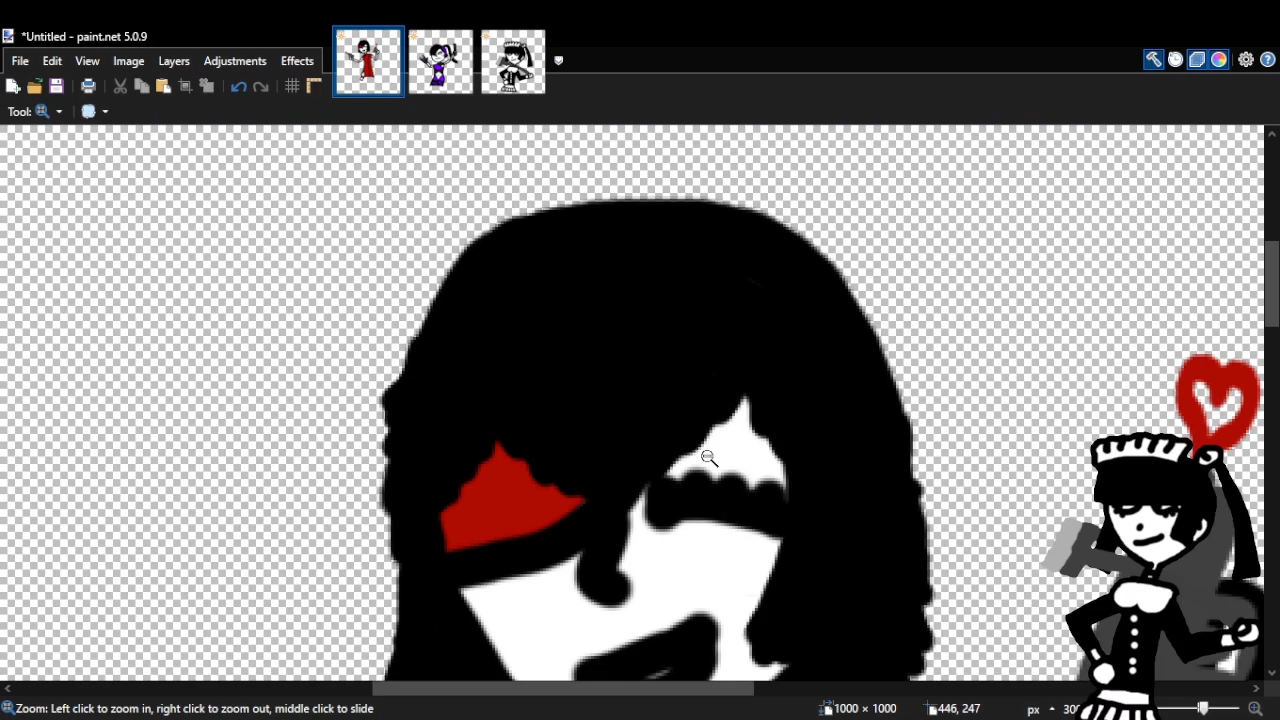 *Untitled - paint.net 5.0.9
File Edit View Image Layers Adjustments Effects
Tool:
Zoom: Left click to zoom in, right click to zoom out, middle click to slide
1000 × 1000
446, 247
px